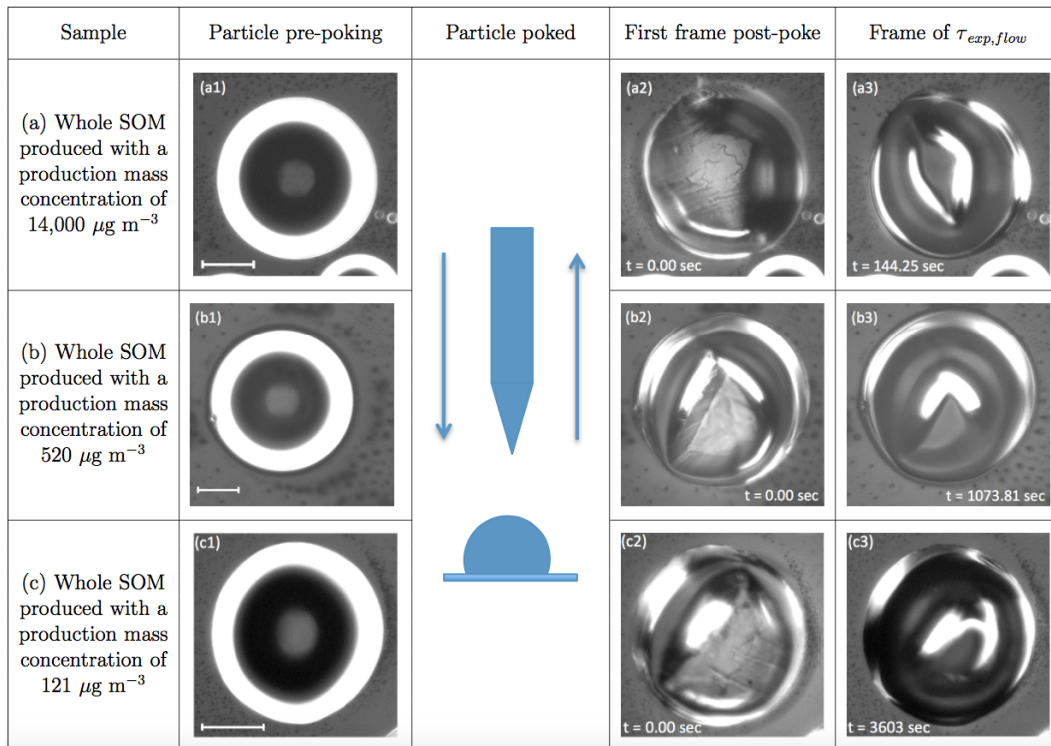 Sample
Particle pre-poking
Particle poked
First frame post-poke
Frame of τexp,flow
(a) Whole SOM
produced with a
production mass
concentration of
14,000 μg m−3
(a1)
(a2)
t = 0.00 sec
(a3)
t = 144.25 sec
(b) Whole SOM
produced with a
production mass
concentration of
520 μg m−3
(b1)
(b2)
t = 0.00 sec
(b3)
t = 1073.81 sec
(c) Whole SOM
produced with a
production mass
concentration of
121 μg m−3
(c1)
(c2)
t = 0.00 sec
(c3)
t = 3603 sec